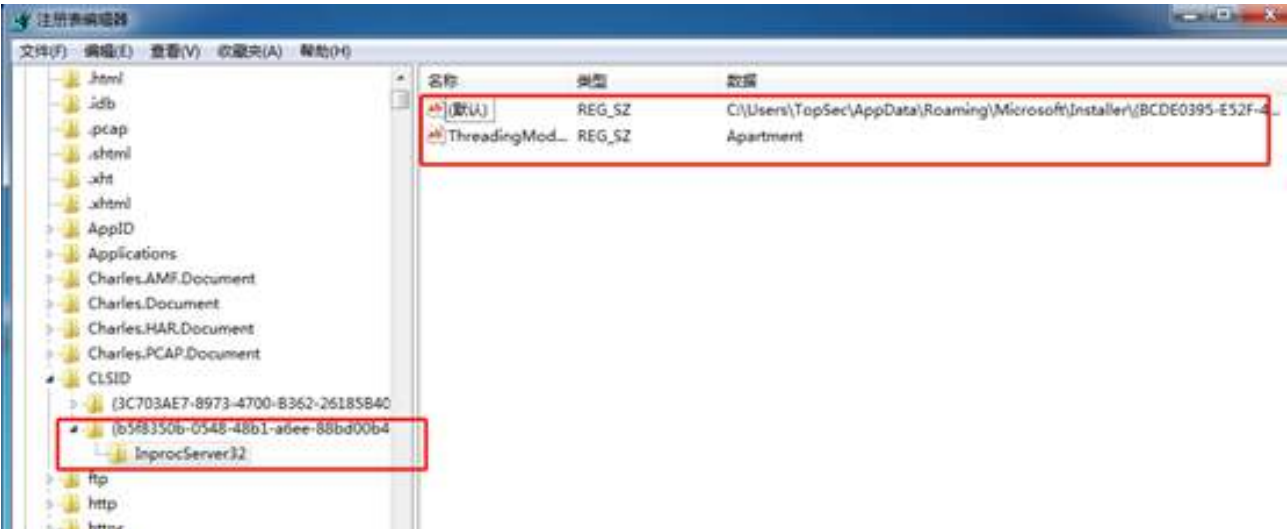 注册表编辑器
文件(F) 编辑(E) 查看(V) 收藏夹(A) 帮助(H)
.html
.idb
.pcap
.shtml
.xht
.xhtml
AppID
Applications
Charles.AMF.Document
Charles.Document
Charles.HAR.Document
Charles.PCAP.Document
CLSID
{3C703AE7-8973-4700-B362-26185B40
{b5f8350b-0548-48b1-a6ee-88bd00b4
InprocServer32
ftp
http
https
名称 类型 数据
(默认) REG_SZ C:\Users\TopSec\AppData\Roaming\Microsoft\Installer\{BCDE0395-E52F-4...
ThreadingMod... REG_SZ Apartment